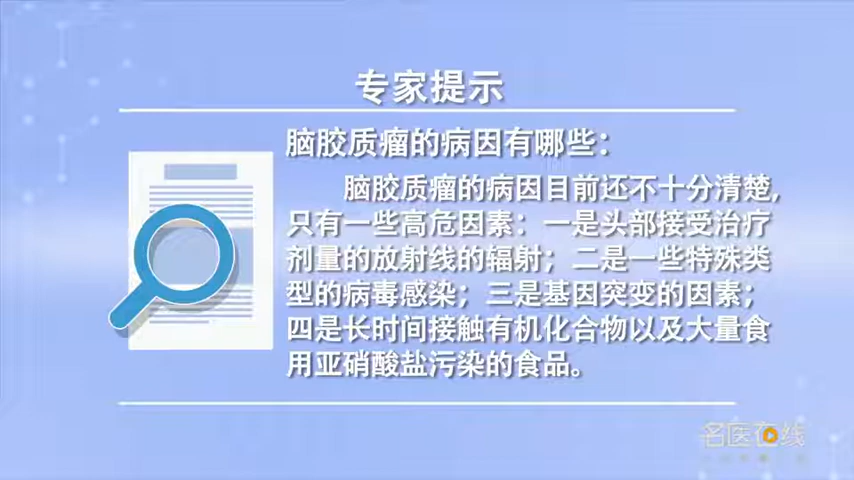 专家提示
脑胶质瘤的病因有哪些：
脑胶质瘤的病因目前还不十分清楚,
只有一些高危因素：一是头部接受治疗
剂量的放射线的辐射；二是一些特殊类
型的病毒感染；三是基因突变的因素；
四是长时间接触有机化合物以及大量食
用亚硝酸盐污染的食品。
名医在线